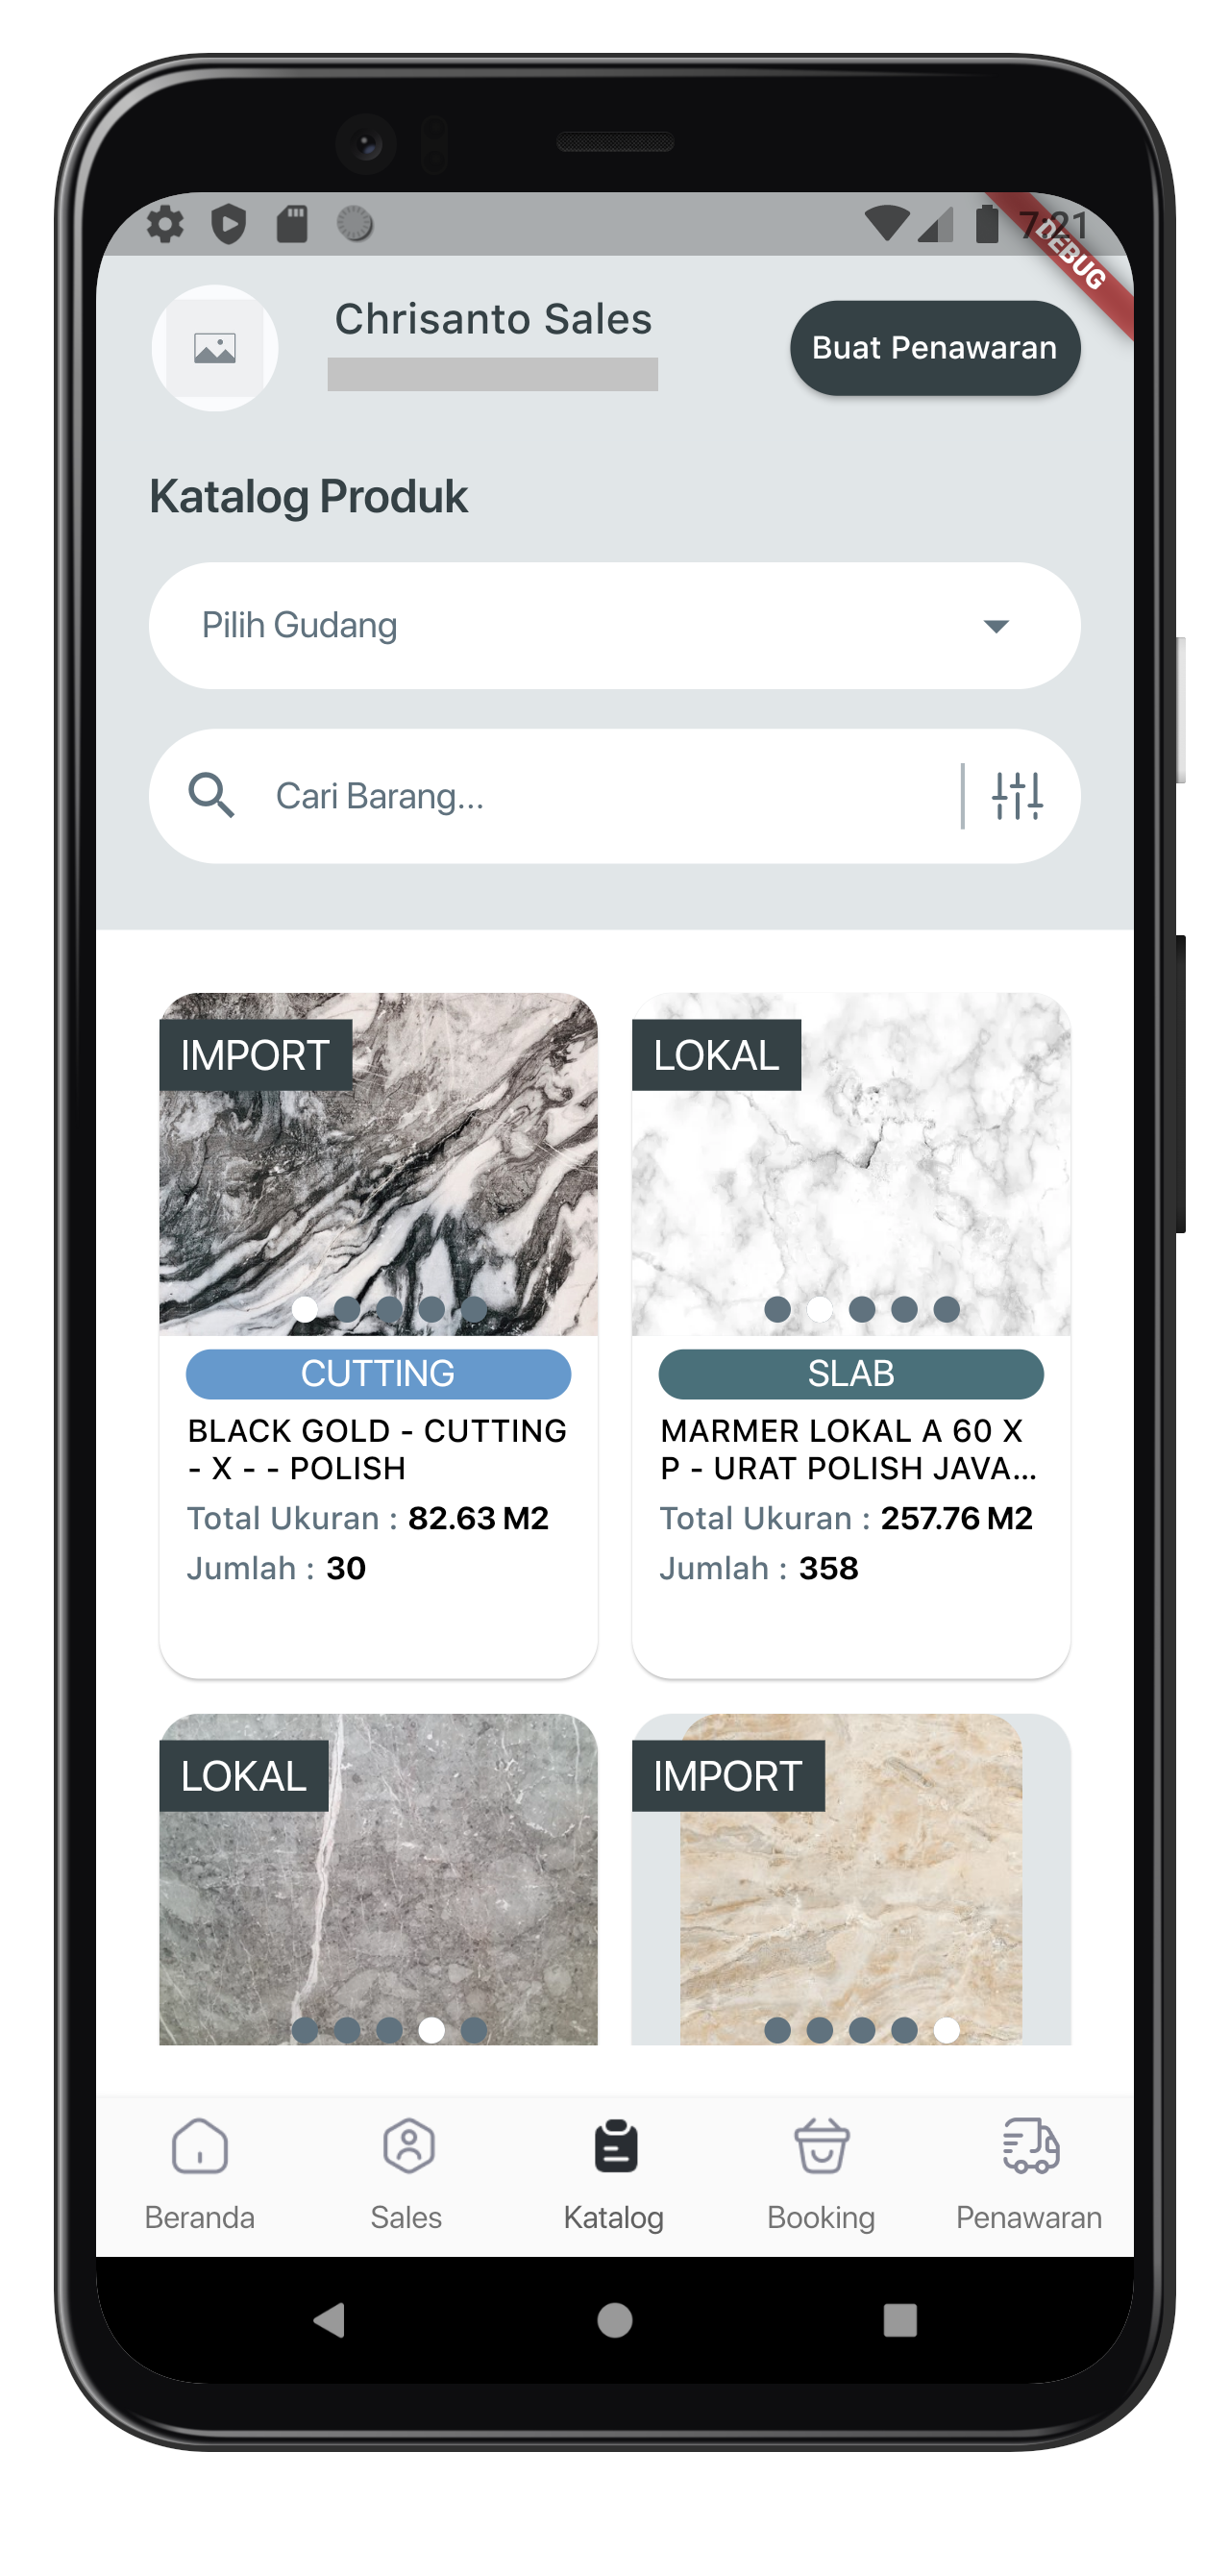 7:21
DEBUG
Chrisanto Sales
Buat Penawaran
Katalog Produk
Pilih Gudang
Cari Barang...
IMPORT
LOKAL
CUTTING
SLAB
BLACK GOLD - CUTTING
- X - - POLISH
Total Ukuran : 82.63 M2
Jumlah : 30
MARMER LOKAL A 60 X
P - URAT POLISH JAVA...
Total Ukuran : 257.76 M2
Jumlah : 358
LOKAL
IMPORT
Beranda
Sales
Katalog
Booking
Penawaran